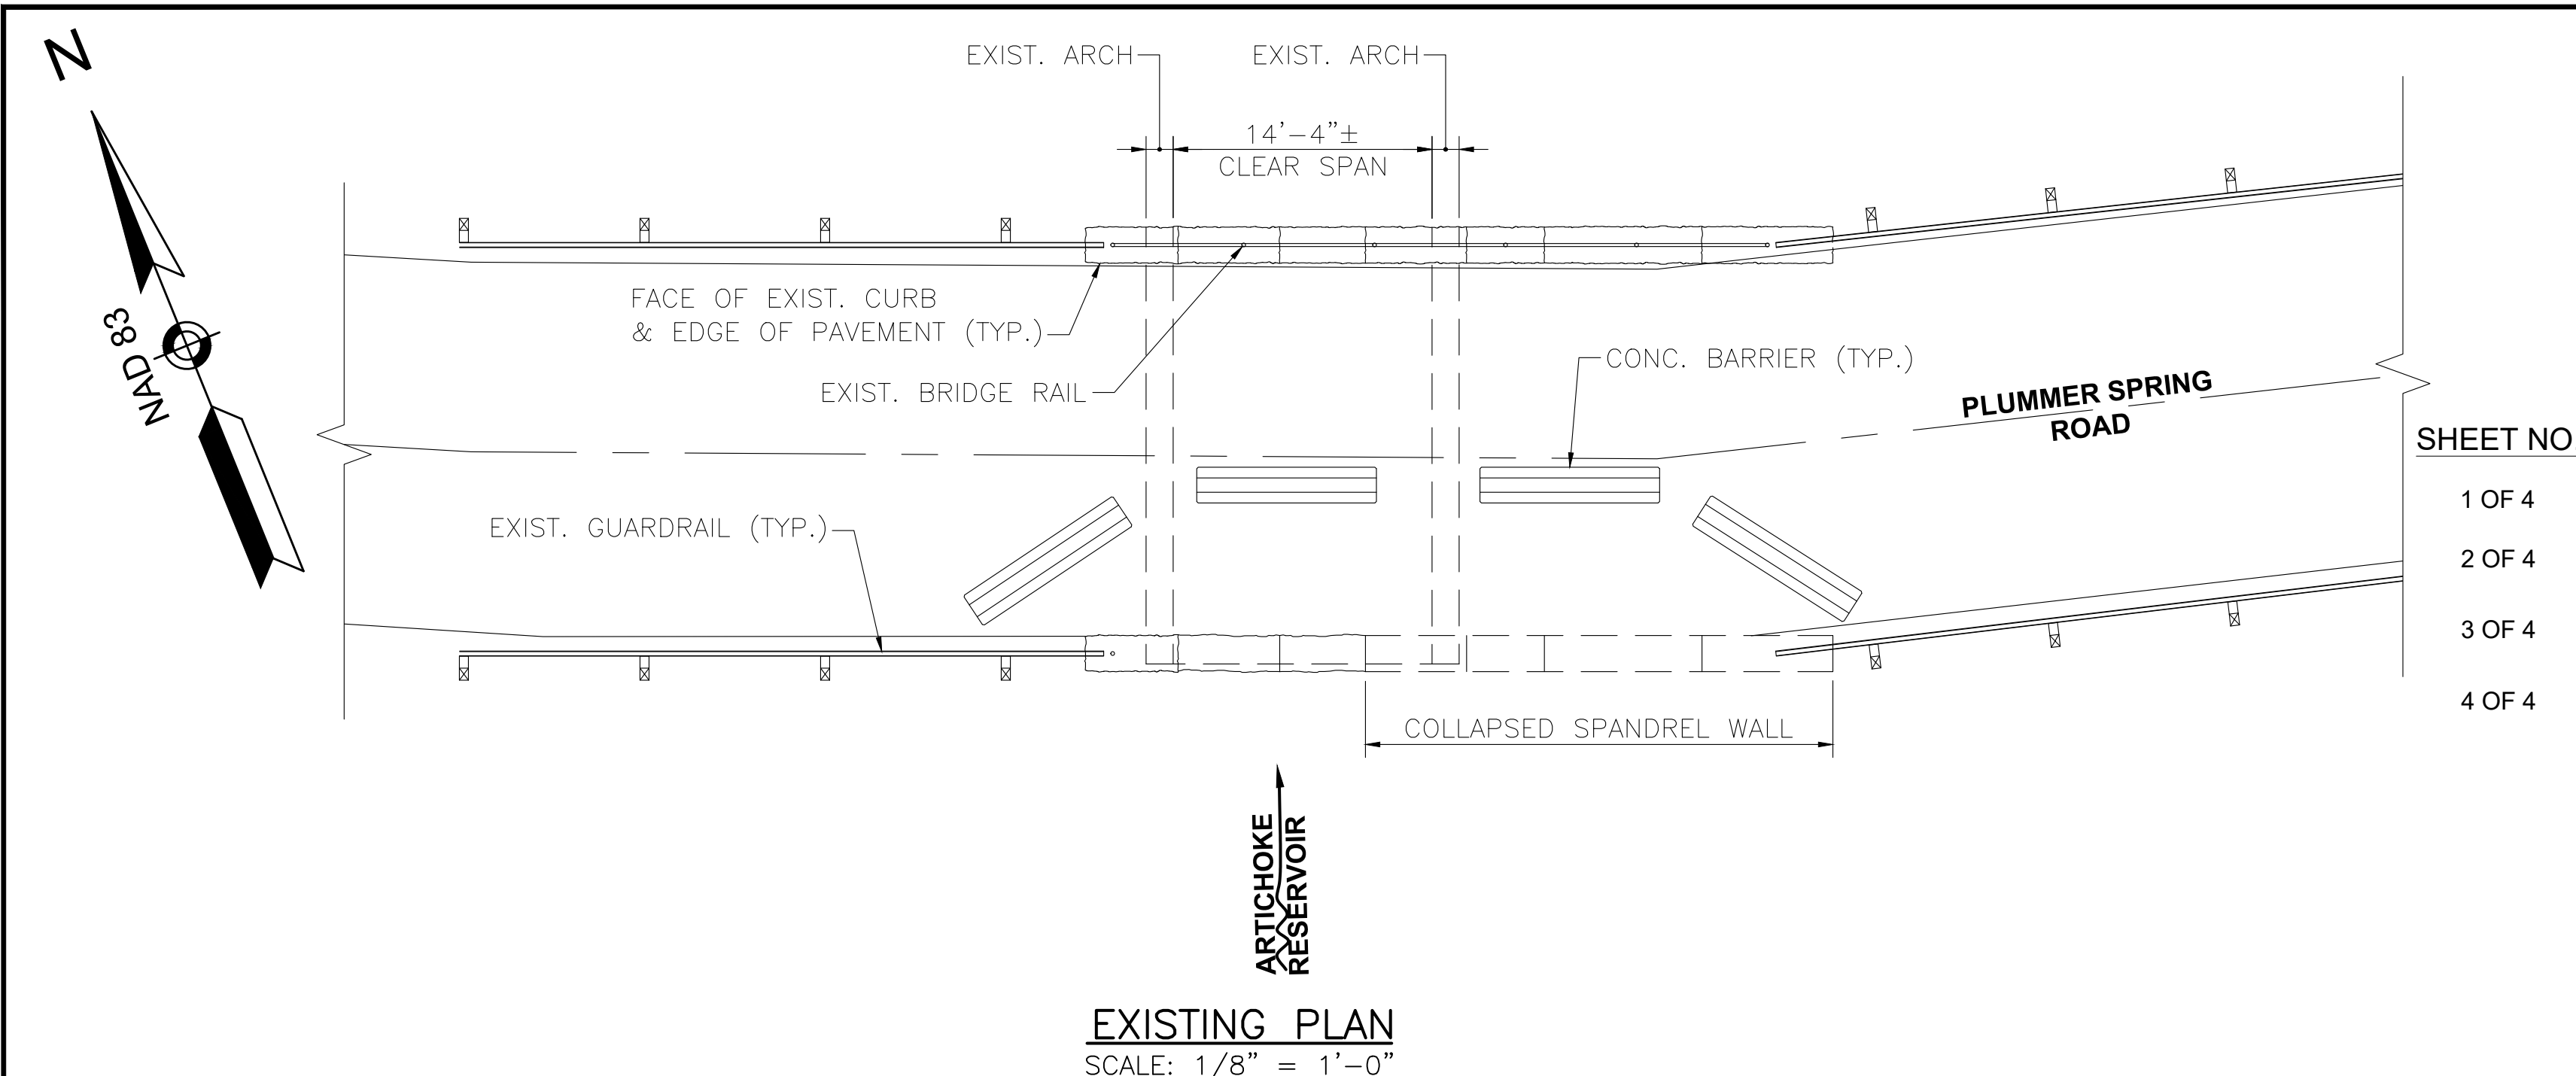 N
NAD 83
EXIST. ARCH
EXIST. ARCH
14'-4"±
CLEAR SPAN
FACE OF EXIST. CURB
& EDGE OF PAVEMENT (TYP.)
EXIST. BRIDGE RAIL
CONC. BARRIER (TYP.)
PLUMMER SPRING
ROAD
EXIST. GUARDRAIL (TYP.)
COLLAPSED SPANDREL WALL
ARTICHOKE
RESERVOIR
EXISTING PLAN
SCALE: 1/8" = 1'-0"
SHEET NO
1 OF 4
2 OF 4
3 OF 4
4 OF 4